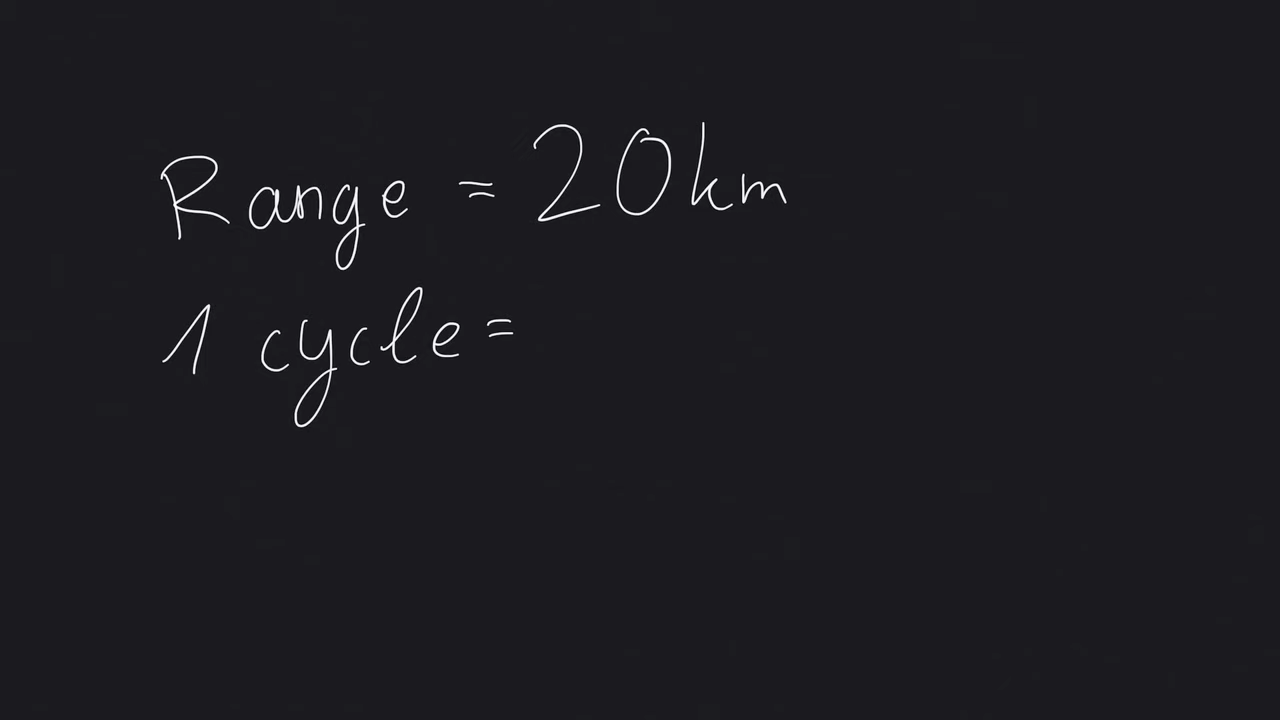 Range = 20km
1 cycle =